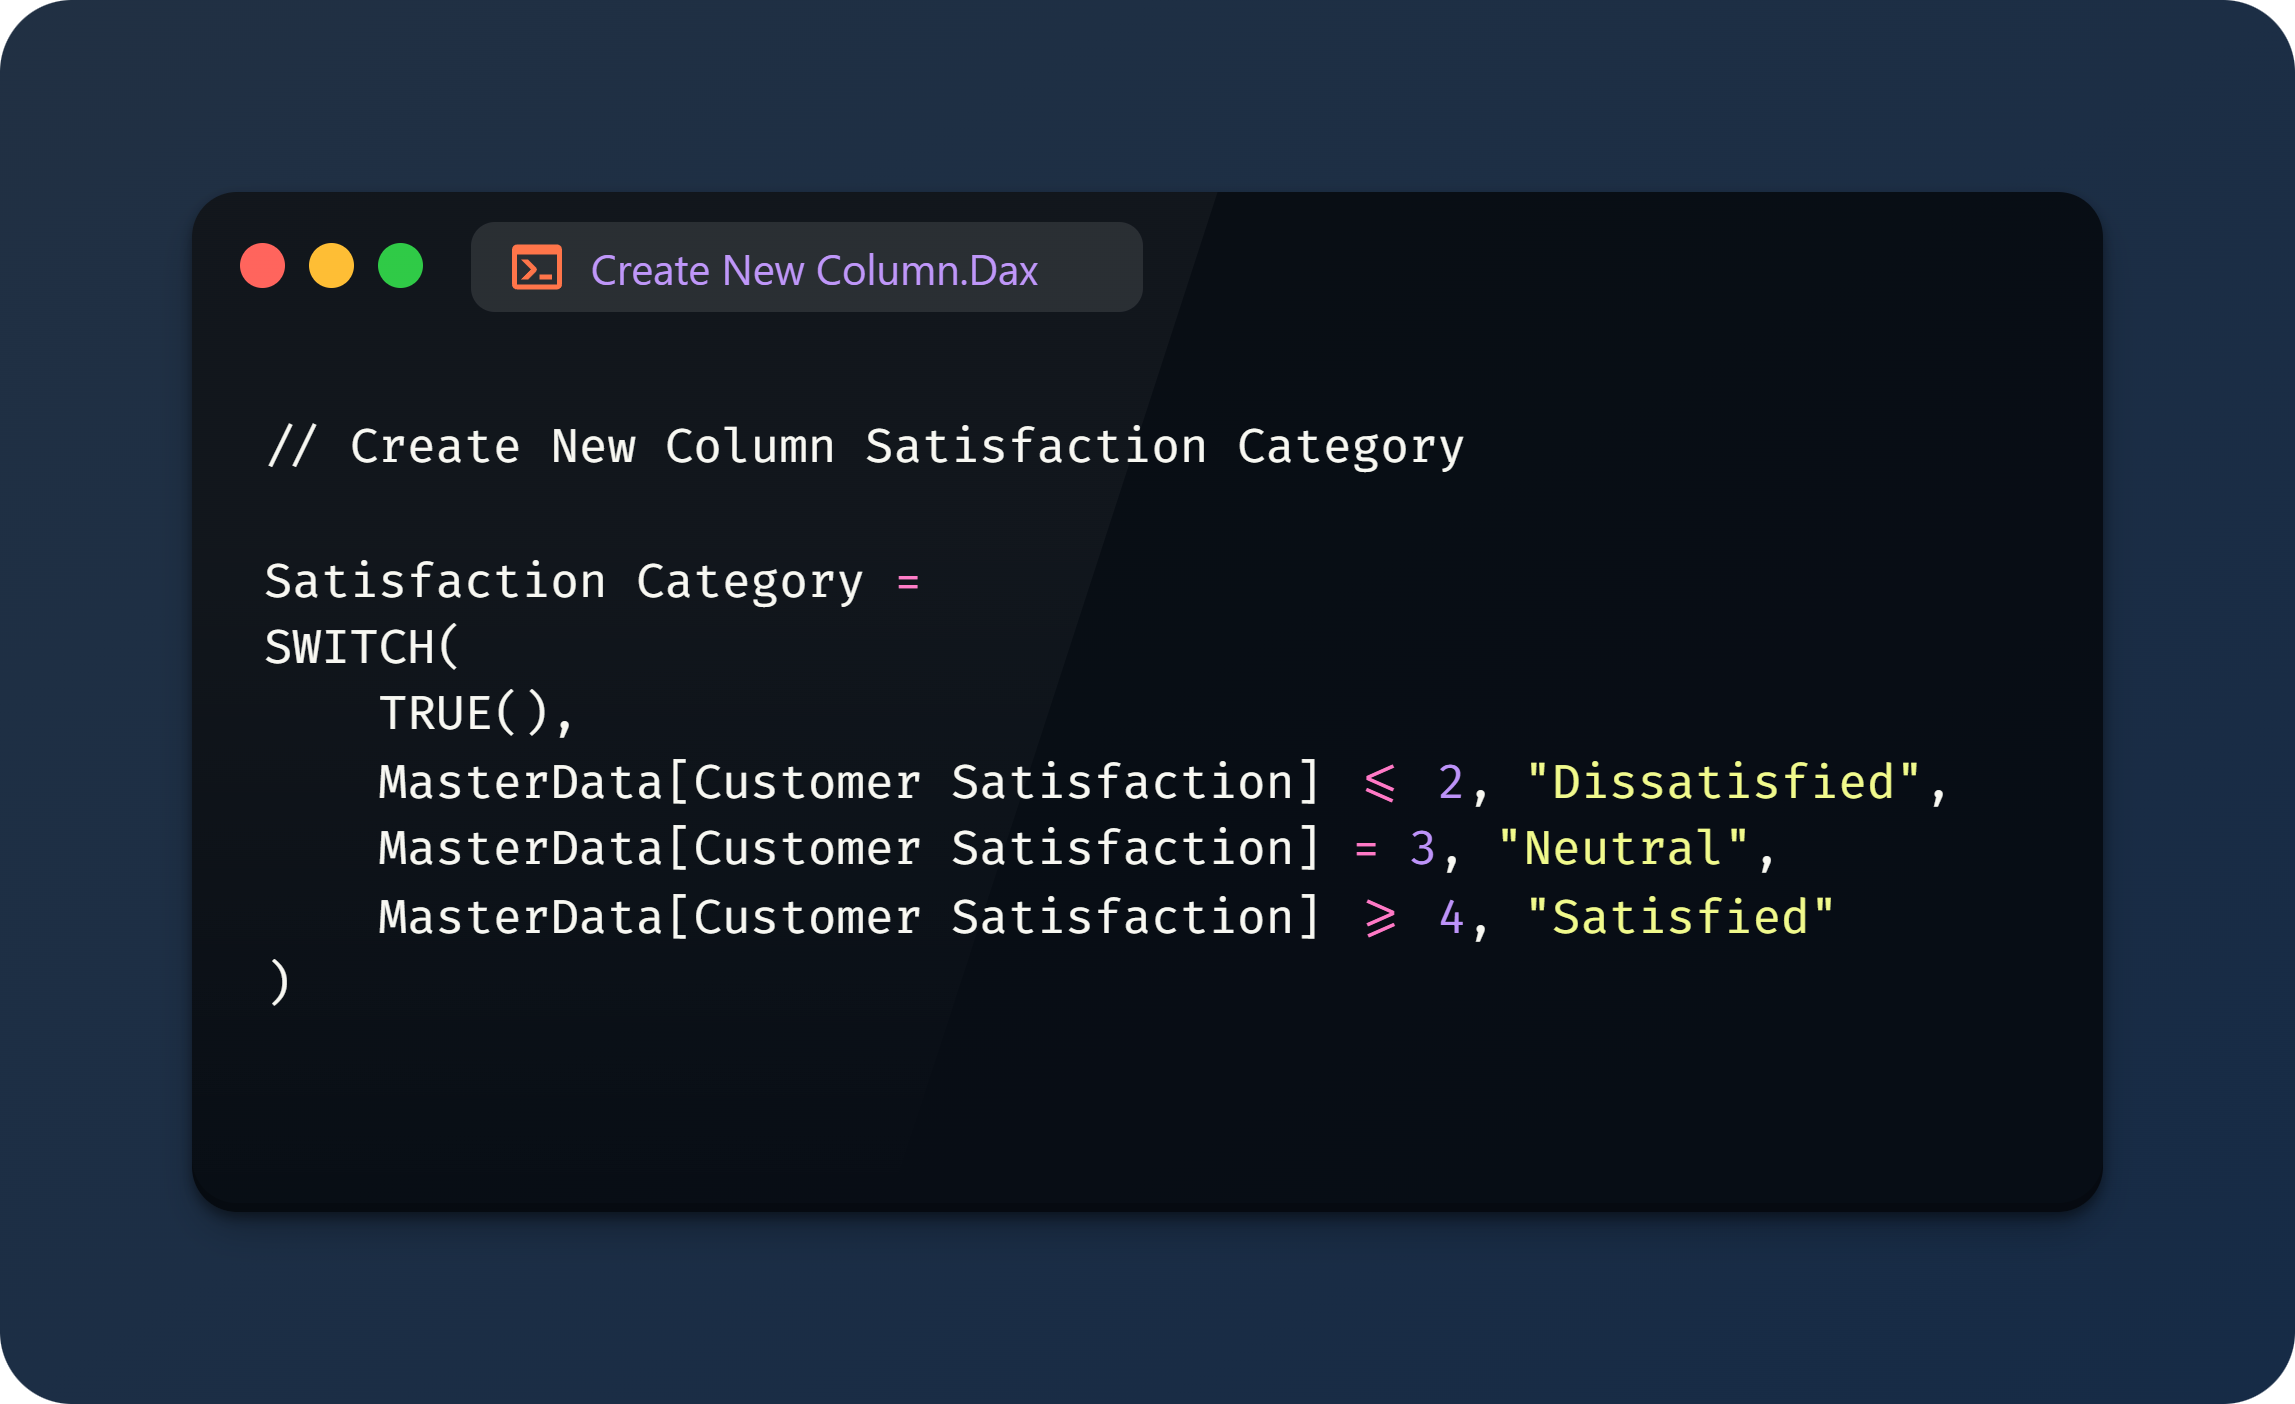 Create New Column.Dax
// Create New Column Satisfaction Category
Satisfaction Category =
SWITCH(
    TRUE(),
    MasterData[Customer Satisfaction] <= 2, "Dissatisfied",
    MasterData[Customer Satisfaction] = 3, "Neutral",
    MasterData[Customer Satisfaction] >= 4, "Satisfied"
)